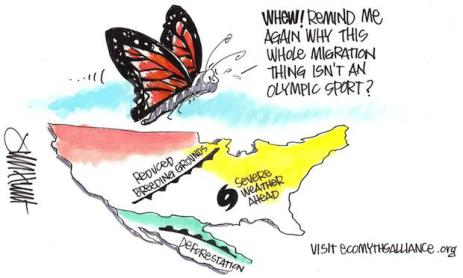 WHEW! REMIND ME
AGAIN WHY THIS
WHOLE MIGRATION
THING ISN'T AN
OLYMPIC SPORT?
REDUCED
BREEDING GROUNDS
SEVERE
WEATHER
AHEAD
DEFORESTATION
VISIT ECOMYTHSALLIANCE.org